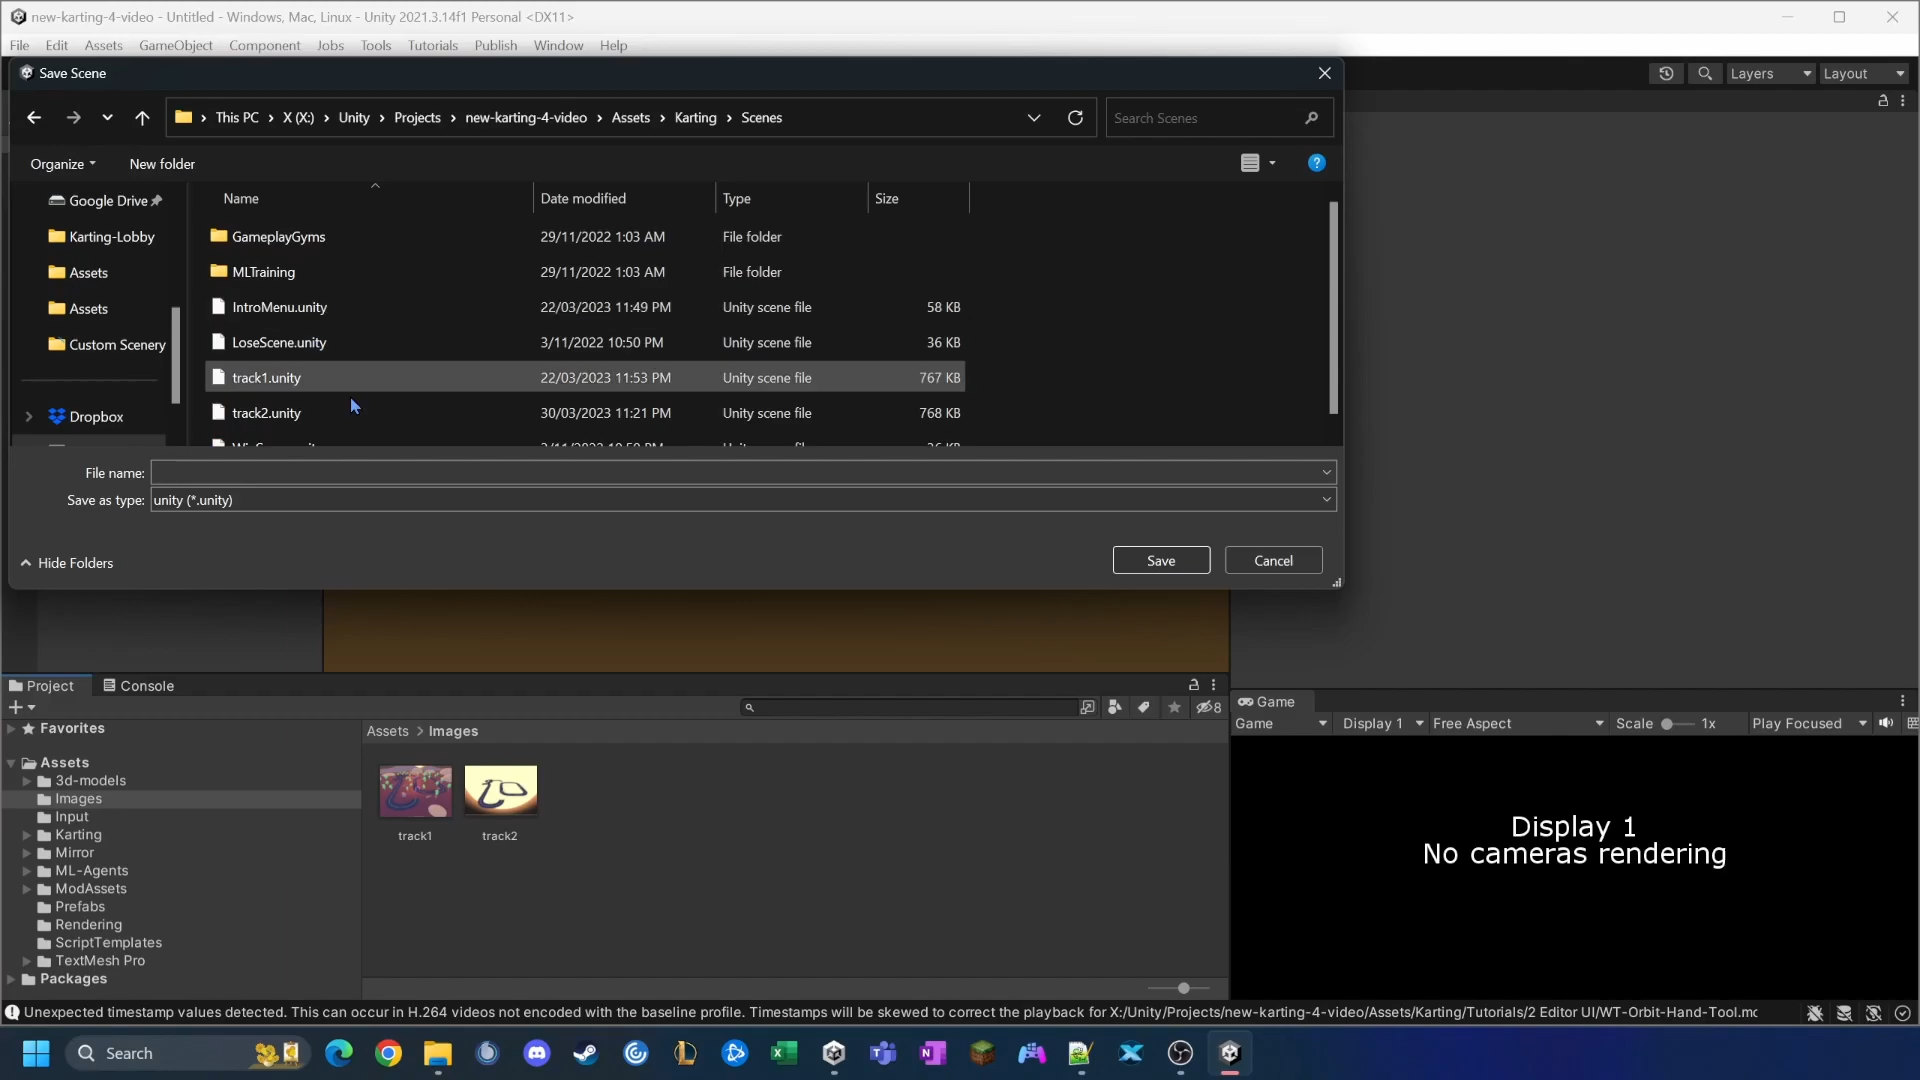 new-karting-4-video - Untitled - Windows, Mac, Linux - Unity 2021.3.14f1 Personal <DX11>
File Edit Assets GameObject Component Jobs Tools Tutorials Publish Window Help
Save Scene
Layers Layout
This PC > X (X:) > Unity > Projects > new-karting-4-video > Assets > Karting > Scenes
Search Scenes
Organize New folder
Name Date modified Type Size
Google Drive
Karting-Lobby
Assets
Assets
Custom Scenery
Dropbox
GameplayGyms 29/11/2022 1:03 AM File folder
MLTraining 29/11/2022 1:03 AM File folder
IntroMenu.unity 22/03/2023 11:49 PM Unity scene file 58 KB
LoseScene.unity 3/11/2022 10:50 PM Unity scene file 36 KB
track1.unity 22/03/2023 11:53 PM Unity scene file 767 KB
track2.unity 30/03/2023 11:21 PM Unity scene file 768 KB
File name:
Save as type: unity (*.unity)
Hide Folders
Save Cancel
Project Console
8
Favorites
Assets
3d-models
Images
Input
Karting
Mirror
ML-Agents
ModAssets
Prefabs
Rendering
ScriptTemplates
TextMesh Pro
Packages
Assets > Images
track1 track2
Game
Game Display 1 Free Aspect Scale 1x Play Focused
Display 1
No cameras rendering
Unexpected timestamp values detected. This can occur in H.264 videos not encoded with the baseline profile. Timestamps will be skewed to correct the playback for X:/Unity/Projects/new-karting-4-video/Assets/Karting/Tutorials/2 Editor UI/WT-Orbit-Hand-Tool.mc
Search